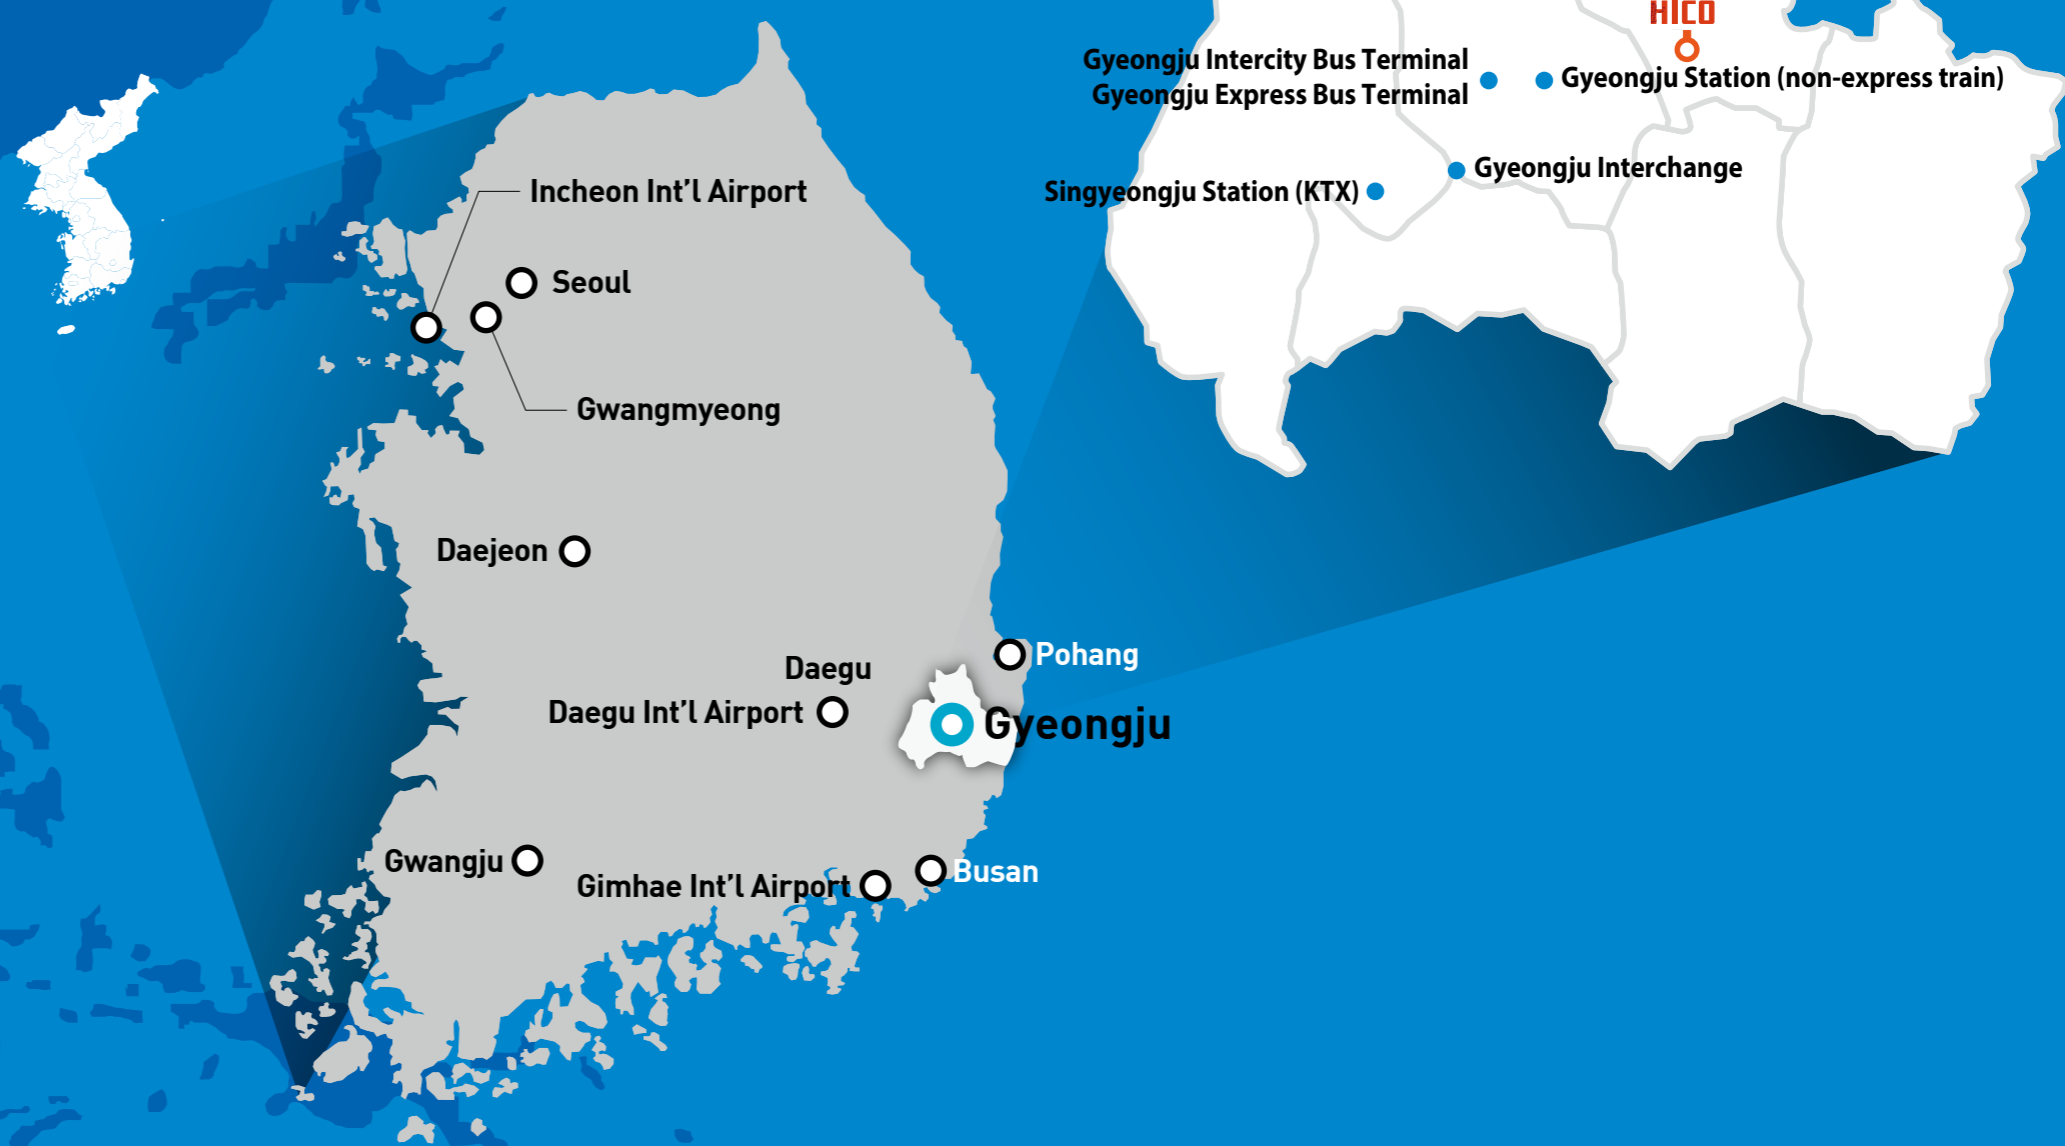 HICO
Gyeongju Intercity Bus Terminal
Gyeongju Express Bus Terminal
Gyeongju Station (non-express train)
Gyeongju Interchange
Singyeongju Station (KTX)
Incheon Int'l Airport
Seoul
Gwangmyeong
Daejeon
Pohang
Daegu
Daegu Int'l Airport
Gyeongju
Gwangju
Gimhae Int'l Airport
Busan